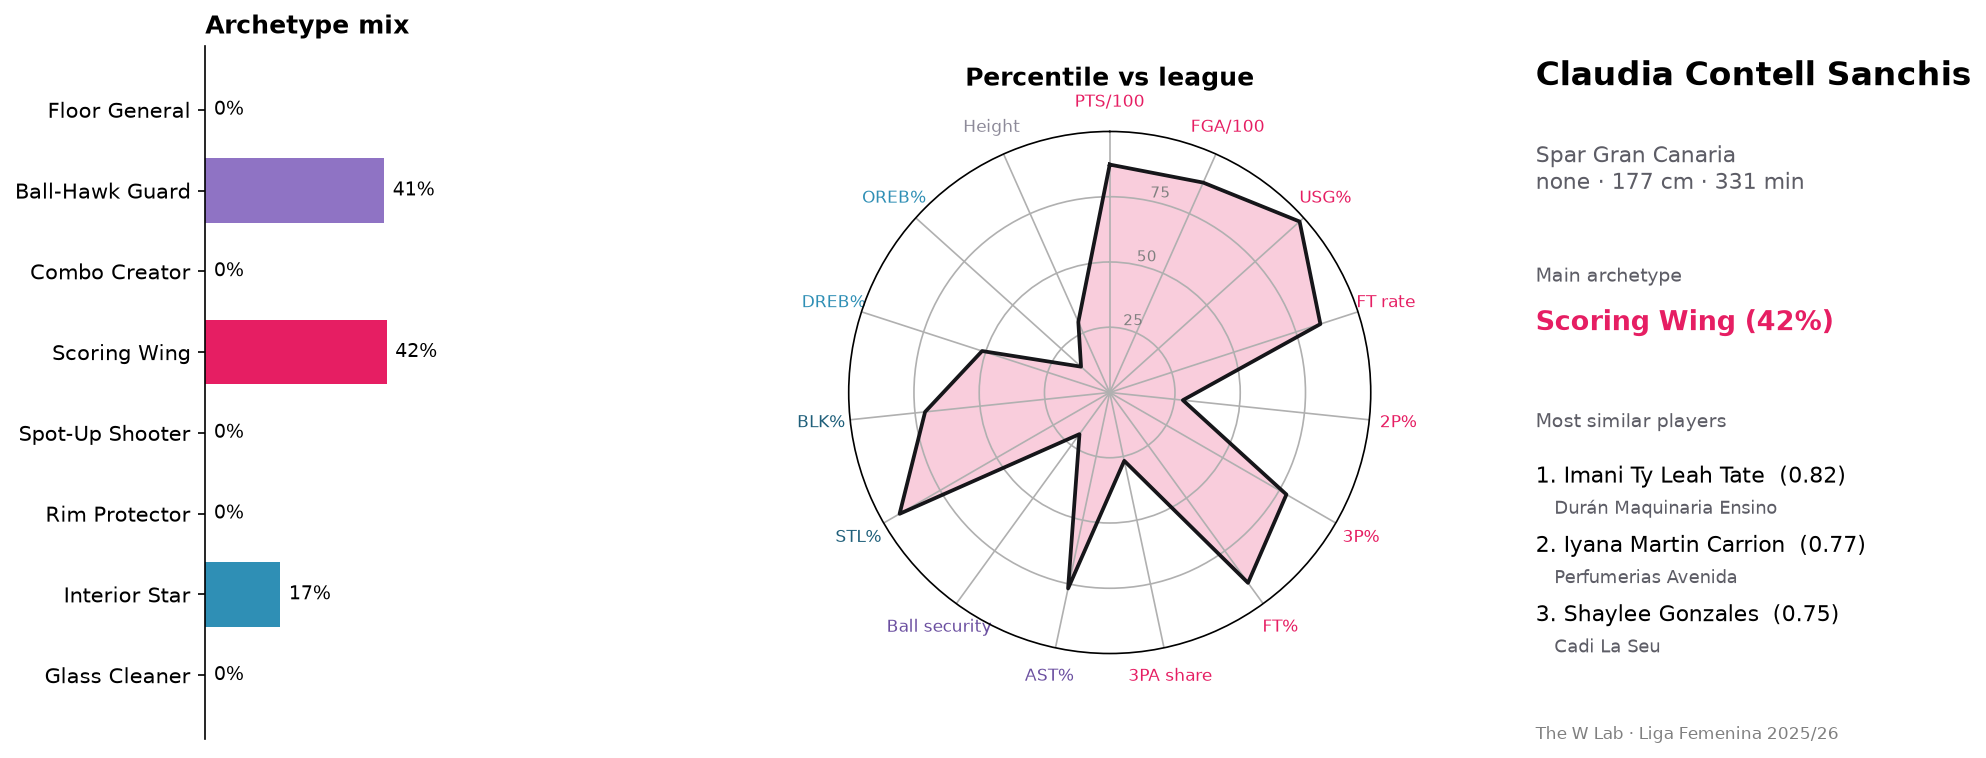 Archetype mix
Floor General
0%
Ball-Hawk Guard
41%
Combo Creator
0%
Scoring Wing
42%
Spot-Up Shooter
0%
Rim Protector
0%
Interior Star
17%
Glass Cleaner
0%
Percentile vs league
PTS/100
FGA/100
USG%
FT rate
2P%
3P%
FT%
3PA share
AST%
Ball security
STL%
BLK%
DREB%
OREB%
Height
75
50
25
Claudia Contell Sanchis
Spar Gran Canaria
none · 177 cm · 331 min
Main archetype
Scoring Wing (42%)
Most similar players
1. Imani Ty Leah Tate (0.82)
Durán Maquinaria Ensino
2. Iyana Martin Carrion (0.77)
Perfumerias Avenida
3. Shaylee Gonzales (0.75)
Cadi La Seu
The W Lab · Liga Femenina 2025/26